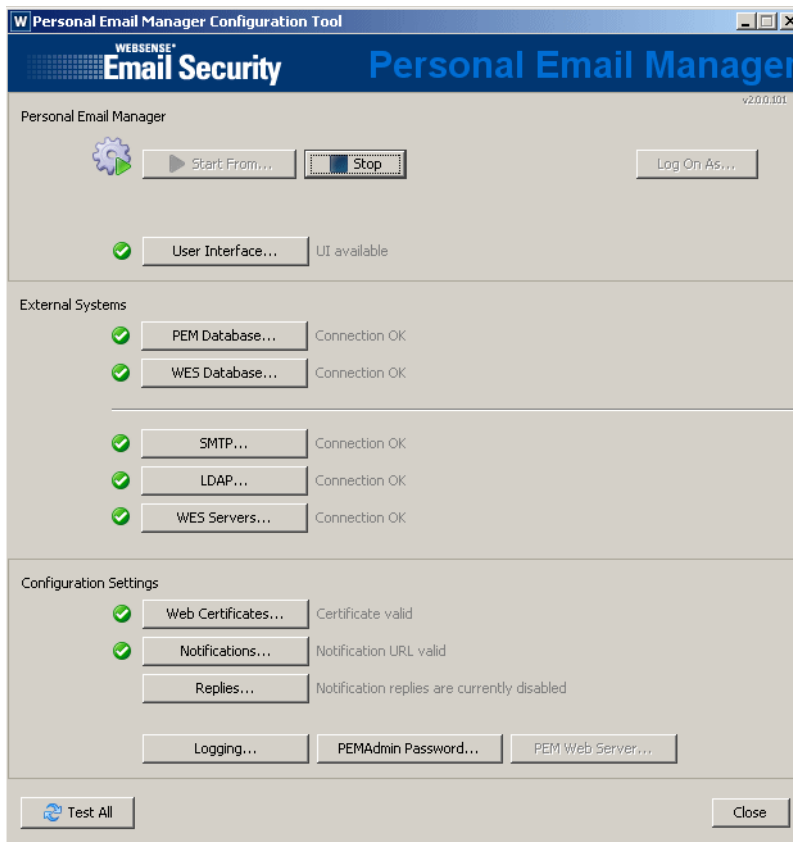 W Personal Email Manager Configuration Tool
WEBSENSE®
Email Security
Personal Email Manager
v2.0.0.101
Personal Email Manager
Start From...
Stop
Log On As...
User Interface...
UI available
External Systems
PEM Database...
Connection OK
WES Database...
Connection OK
SMTP...
Connection OK
LDAP...
Connection OK
WES Servers...
Connection OK
Configuration Settings
Web Certificates...
Certificate valid
Notifications...
Notification URL valid
Replies...
Notification replies are currently disabled
Logging...
PEMAdmin Password...
PEM Web Server...
Test All
Close